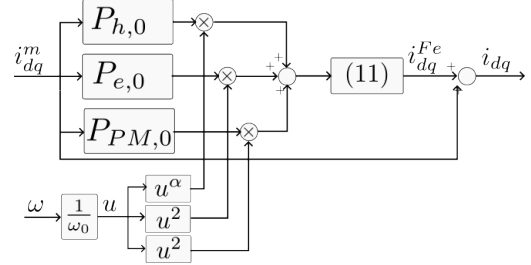 P_{h,0}
i_{dq}^{m} P_{e,0} (11) i_{dq}^{Fe} i_{dq}
P_{PM,0}
u^{α}
ω \frac{1}{ω_0} u u^{2}
u^{2}